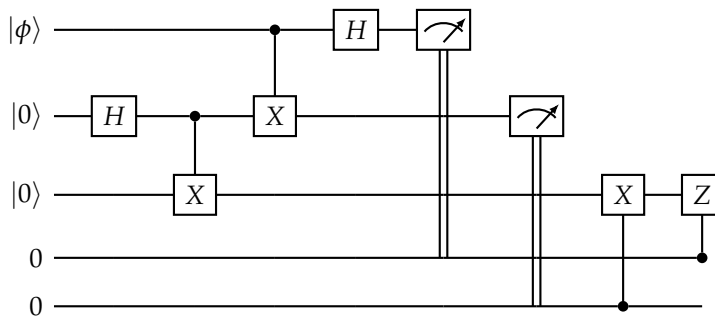 |ϕ⟩ H
|0⟩ H X
|0⟩ X X Z
0
0